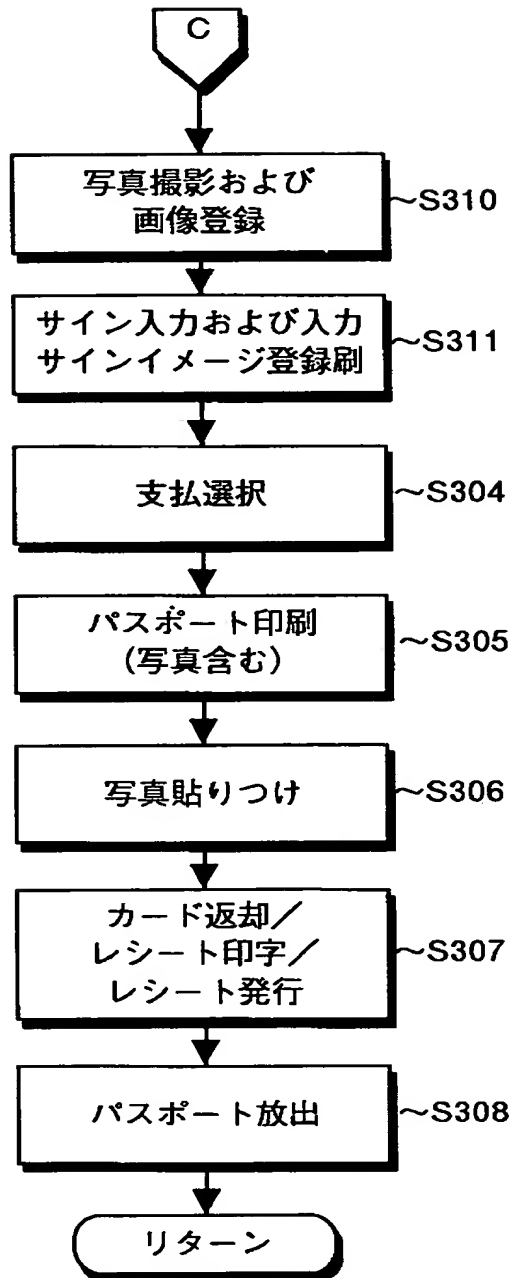 C
写真撮影および
画像登録
~S310
サイン入力および入力
サインイメージ登録刷
~S311
支払選択
~S304
パスポート印刷
(写真含む)
~S305
写真貼りつけ
~S306
カード返却/
レシート印字/
レシート発行
~S307
パスポート放出
~S308
リターン